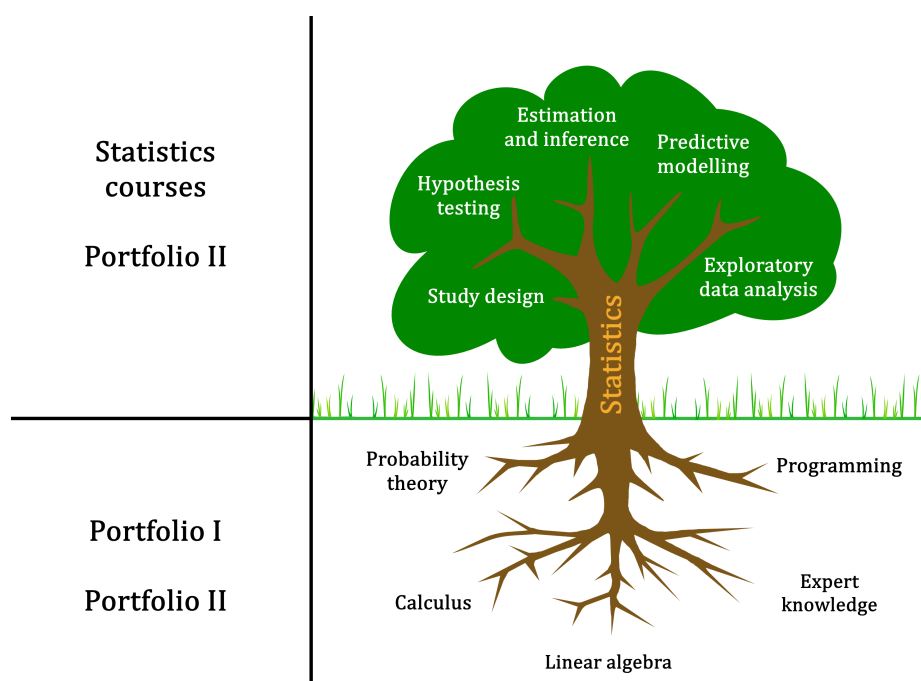 Statistics
courses
Portfolio II
Estimation
and inference
Predictive
modelling
Hypothesis
testing
Exploratory
data analysis
Study design
Statistics
Portfolio I
Portfolio II
Probability
theory
Programming
Calculus
Expert
knowledge
Linear algebra